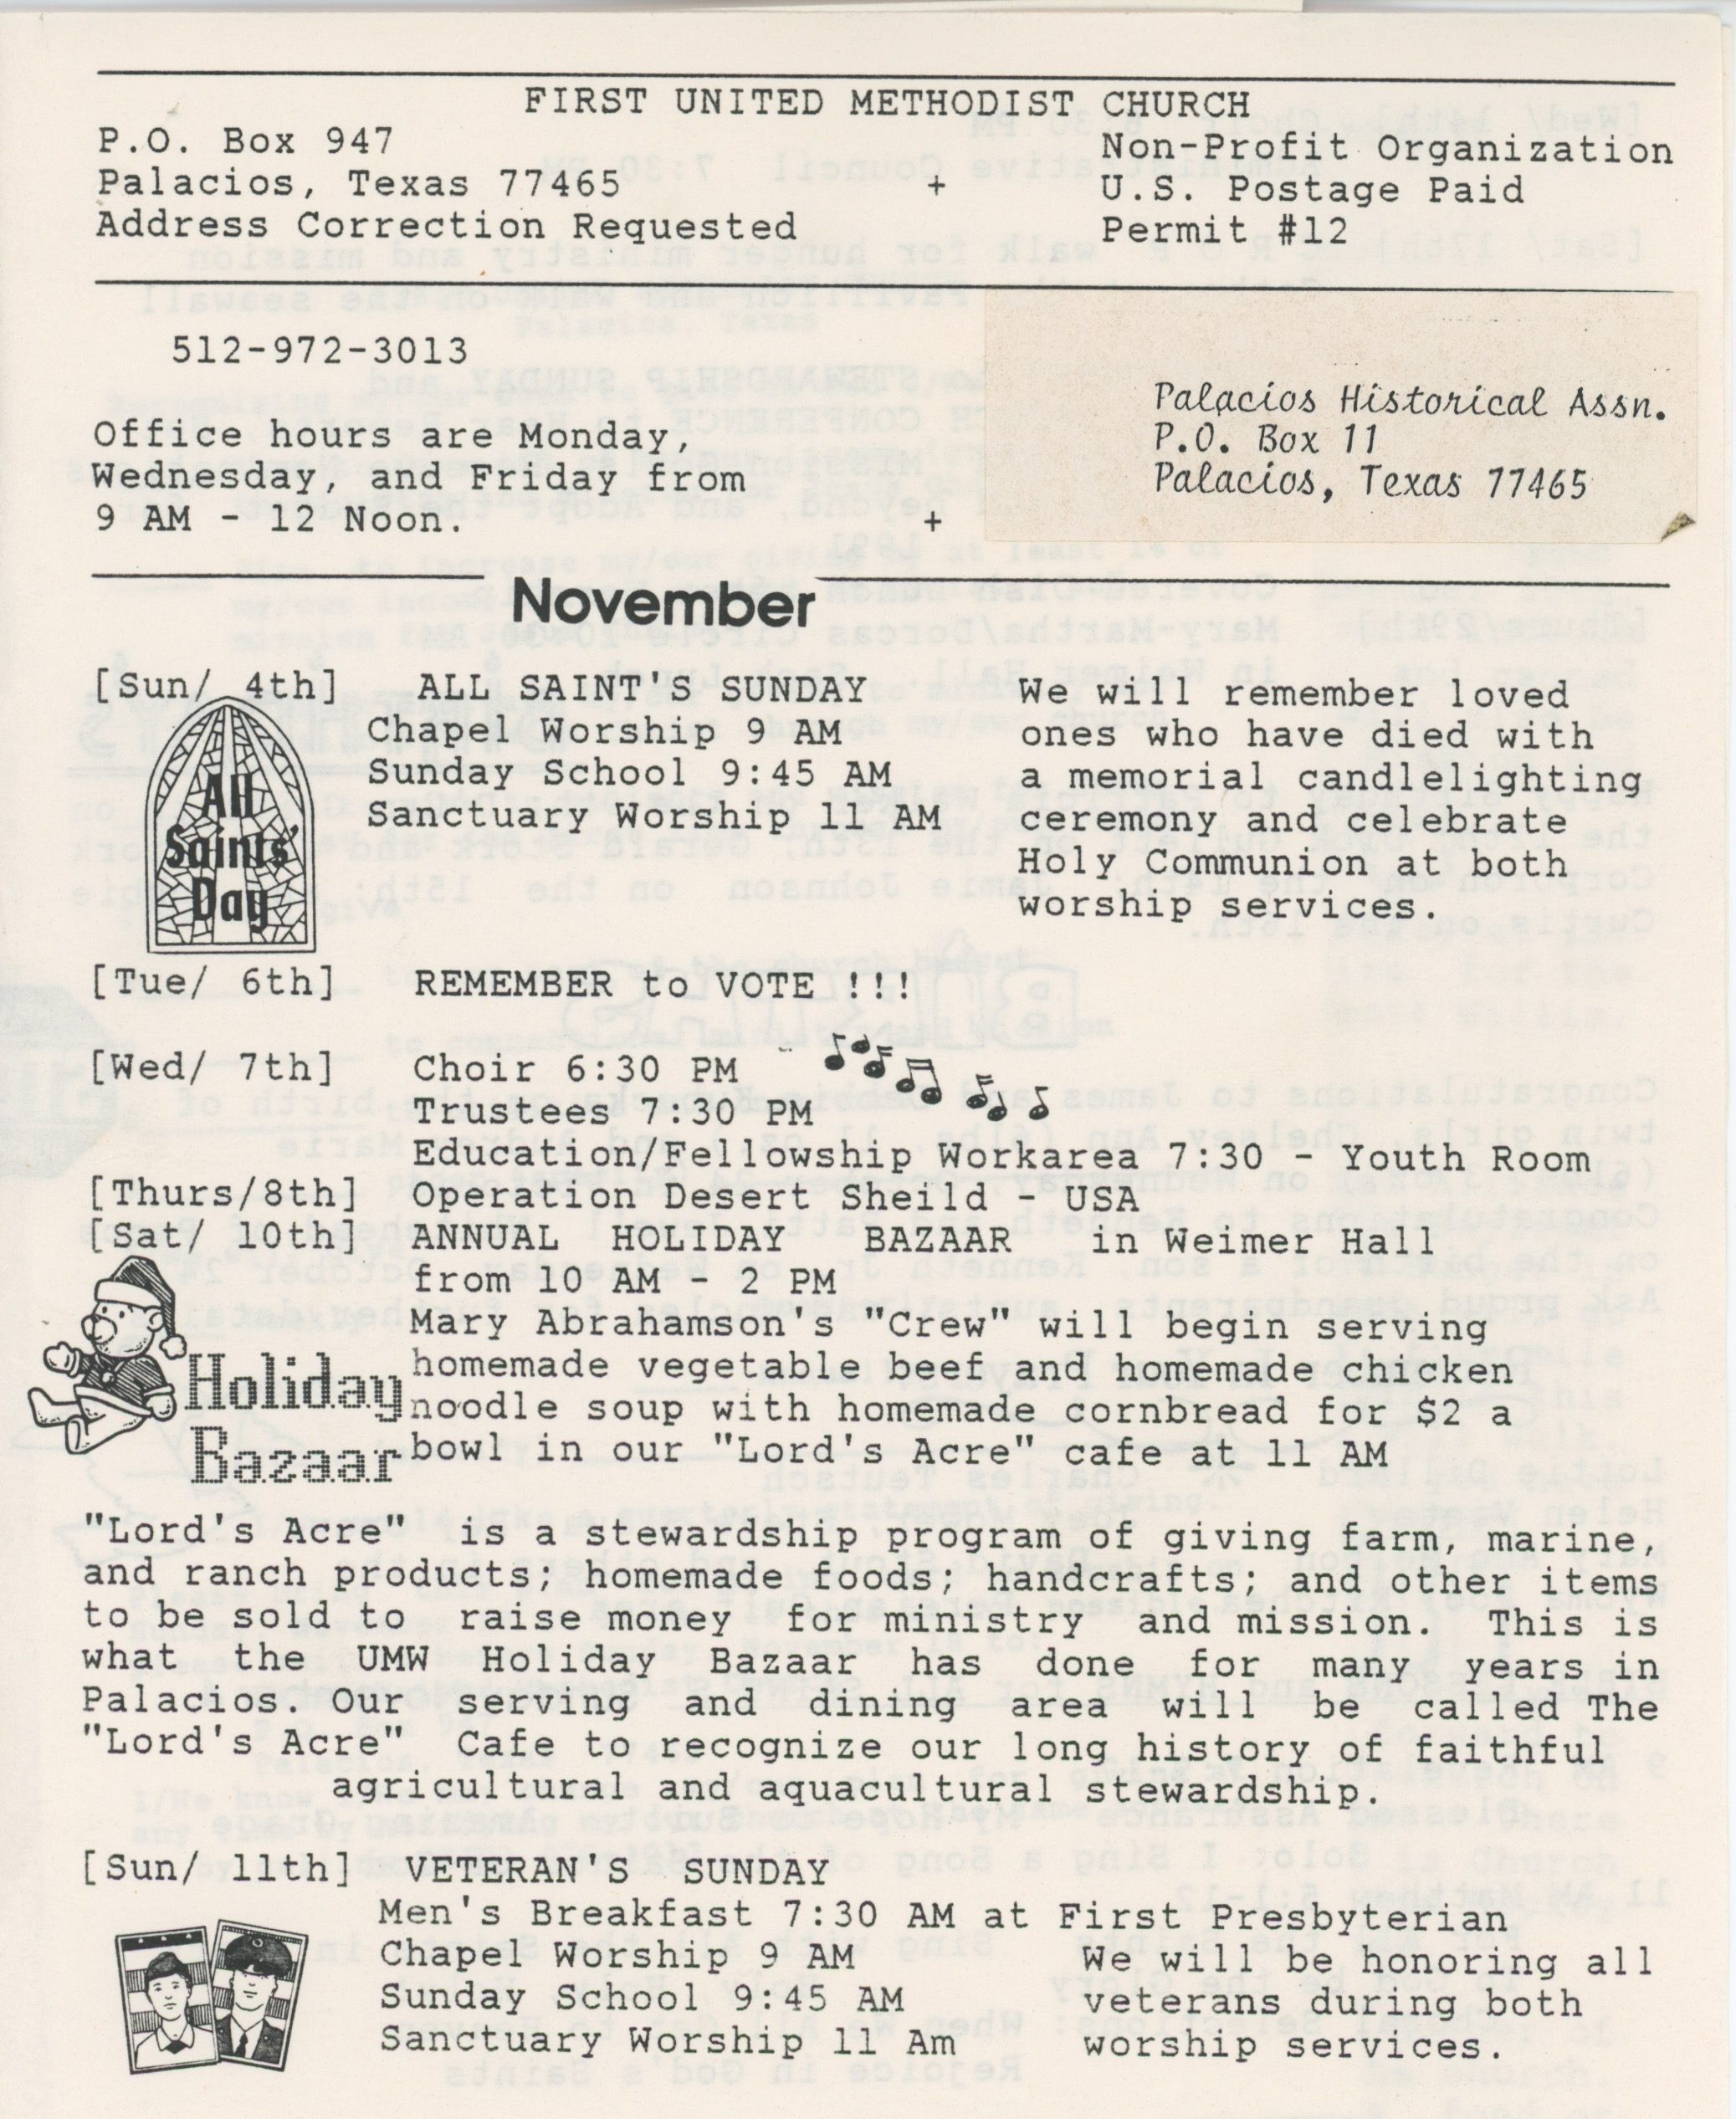 FIRST UNITED METHODIST CHURCH
P.O. Box 947
Palacios, Texas 77465 +
Address Correction Requested
Non-Profit Organization
U.S. Postage Paid
Permit #12
512-972-3013
Office hours are Monday,
Wednesday, and Friday from
9 AM - 12 Noon. +
Palacios Historical Assn.
P.O. Box 11
Palacios, Texas 77465
November
[Sun/ 4th] ALL SAINT'S SUNDAY
Chapel Worship 9 AM
Sunday School 9:45 AM
Sanctuary Worship 11 AM
We will remember loved
ones who have died with
a memorial candlelighting
ceremony and celebrate
Holy Communion at both
worship services.
All
Saints'
Day
[Tue/ 6th] REMEMBER to VOTE !!!
[Wed/ 7th] Choir 6:30 PM
Trustees 7:30 PM
Education/Fellowship Workarea 7:30 - Youth Room
[Thurs/8th] Operation Desert Sheild - USA
[Sat/ 10th] ANNUAL HOLIDAY BAZAAR in Weimer Hall
from 10 AM - 2 PM
Mary Abrahamson's "Crew" will begin serving
homemade vegetable beef and homemade chicken
noodle soup with homemade cornbread for $2 a
bowl in our "Lord's Acre" cafe at 11 AM
Holiday
Bazaar
"Lord's Acre" is a stewardship program of giving farm, marine,
and ranch products; homemade foods; handcrafts; and other items
to be sold to raise money for ministry and mission. This is
what the UMW Holiday Bazaar has done for many years in
Palacios. Our serving and dining area will be called The
"Lord's Acre" Cafe to recognize our long history of faithful
agricultural and aquacultural stewardship.
[Sun/ 11th] VETERAN'S SUNDAY
Men's Breakfast 7:30 AM at First Presbyterian
Chapel Worship 9 AM
Sunday School 9:45 AM
Sanctuary Worship 11 Am
We will be honoring all
veterans during both
worship services.